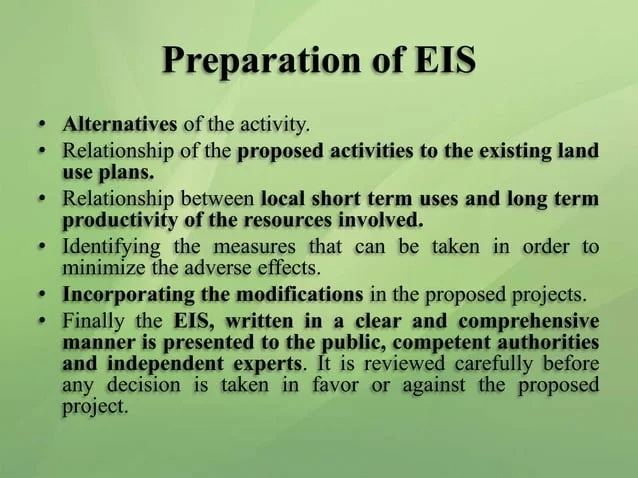 Preparation of EIS
• Alternatives of the activity.
• Relationship of the proposed activities to the existing land
use plans.
• Relationship between local short term uses and long term
productivity of the resources involved.
• Identifying the measures that can be taken in order to
minimize the adverse effects.
• Incorporating the modifications in the proposed projects.
• Finally the EIS, written in a clear and comprehensive
manner is presented to the public, competent authorities
and independent experts. It is reviewed carefully before
any decision is taken in favor or against the proposed
project.